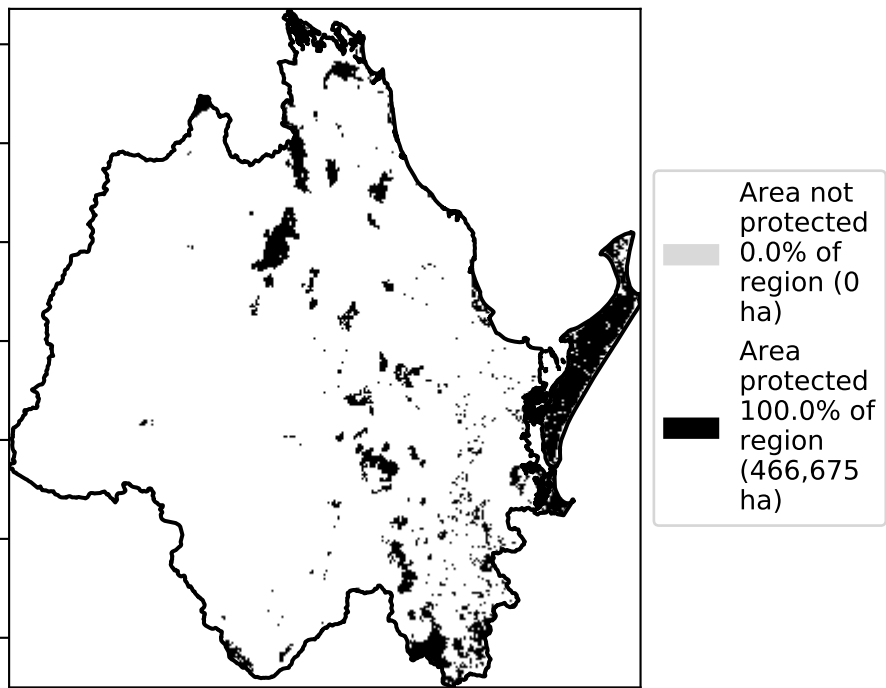 Area not
protected
0.0% of
region (0
ha)
Area
protected
100.0% of
region
(466,675
ha)